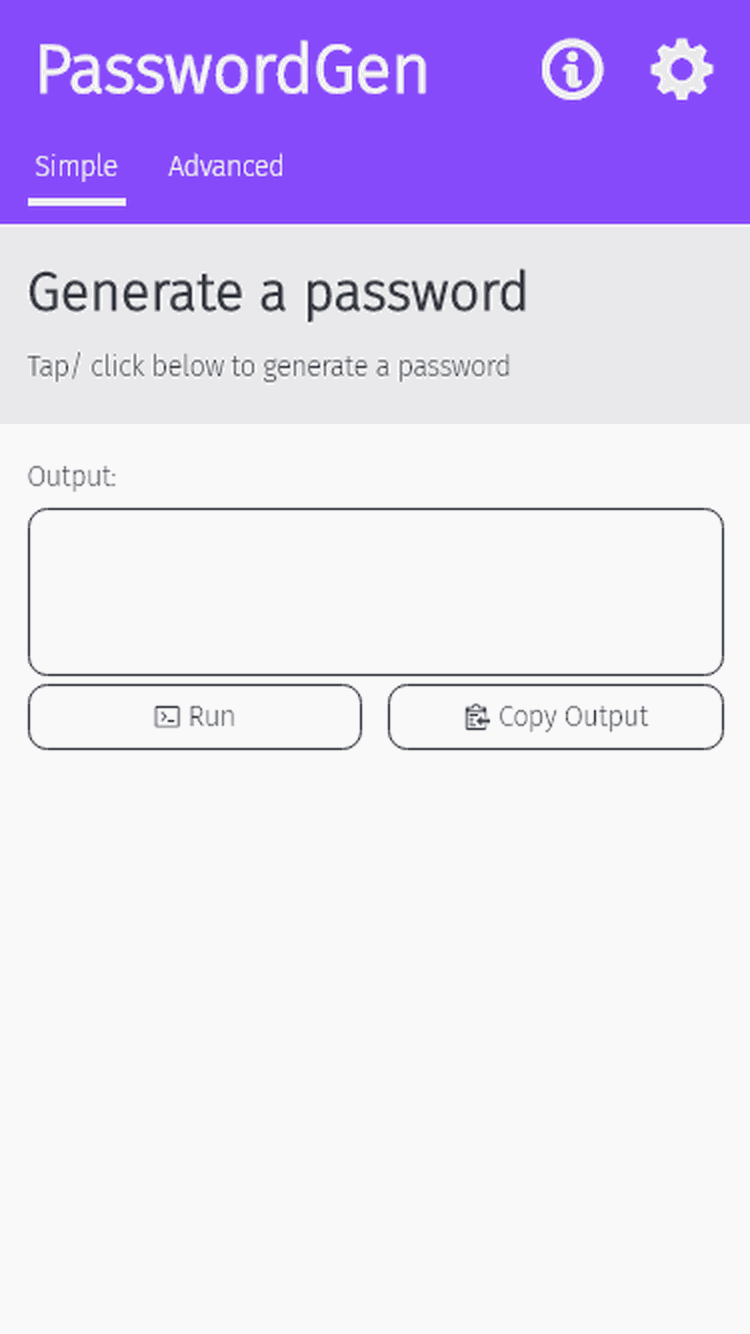 PasswordGen
Simple Advanced
Generate a password
Tap/ click below to generate a password
Output:
Run Copy Output